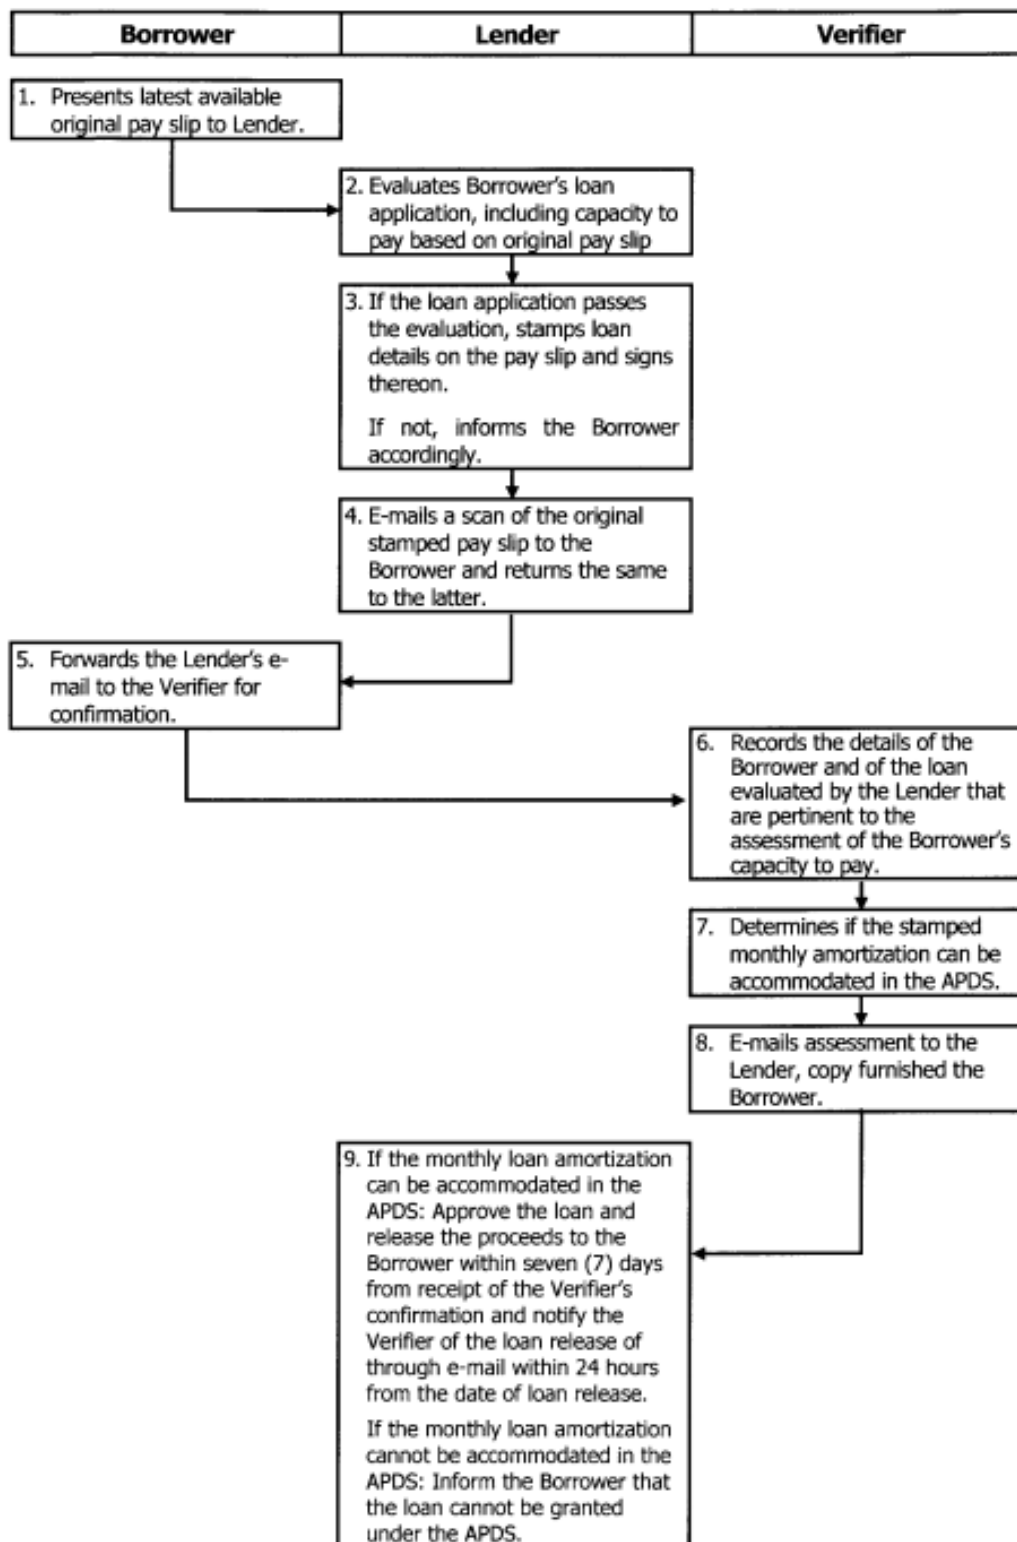 Borrower
Lender
Verifier
1. Presents latest available
original pay slip to Lender.
2. Evaluates Borrower's loan
application, including capacity to
pay based on original pay slip
3. If the loan application passes
the evaluation, stamps loan
details on the pay slip and signs
thereon.
If not, informs the Borrower
accordingly.
4. E-mails a scan of the original
stamped pay slip to the
Borrower and returns the same
to the latter.
5. Forwards the Lender's e-
mail to the Verifier for
confirmation.
6. Records the details of the
Borrower and of the loan
evaluated by the Lender that
are pertinent to the
assessment of the Borrower's
capacity to pay.
7. Determines if the stamped
monthly amortization can be
accommodated in the APDS.
8. E-mails assessment to the
Lender, copy furnished the
Borrower.
9. If the monthly loan amortization
can be accommodated in the
APDS: Approve the loan and
release the proceeds to the
Borrower within seven (7) days
from receipt of the Verifier's
confirmation and notify the
Verifier of the loan release of
through e-mail within 24 hours
from the date of loan release.
If the monthly loan amortization
cannot be accommodated in the
APDS: Inform the Borrower that
the loan cannot be granted
under the APDS.